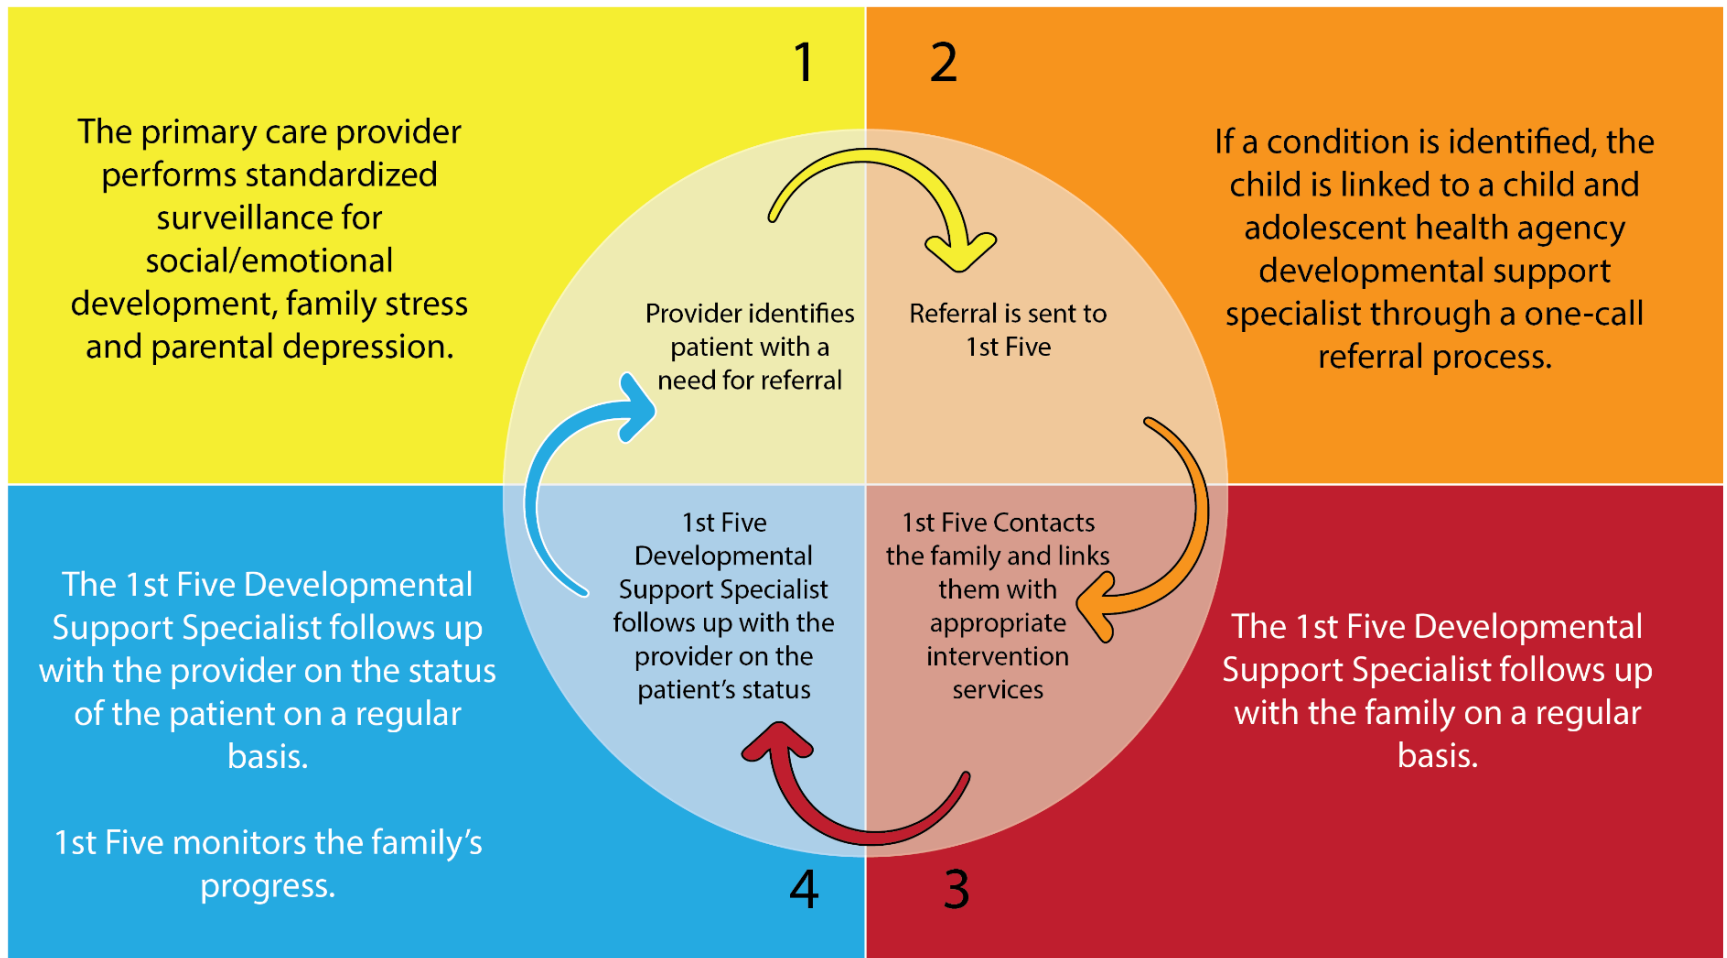 1
The primary care provider
performs standardized
surveillance for
social/emotional
development, family stress
and parental depression.
Provider identifies
patient with a
need for referral
2
If a condition is identified, the
child is linked to a child and
adolescent health agency
developmental support
specialist through a one-call
referral process.
Referral is sent to
1st Five
1st Five Contacts
the family and links
them with
appropriate
intervention
services
The 1st Five Developmental
Support Specialist follows up
with the family on a regular
basis.
3
1st Five
Developmental
Support Specialist
follows up with the
provider on the
patient’s status
The 1st Five Developmental
Support Specialist follows up
with the provider on the status
of the patient on a regular
basis.
1st Five monitors the family’s
progress.
4